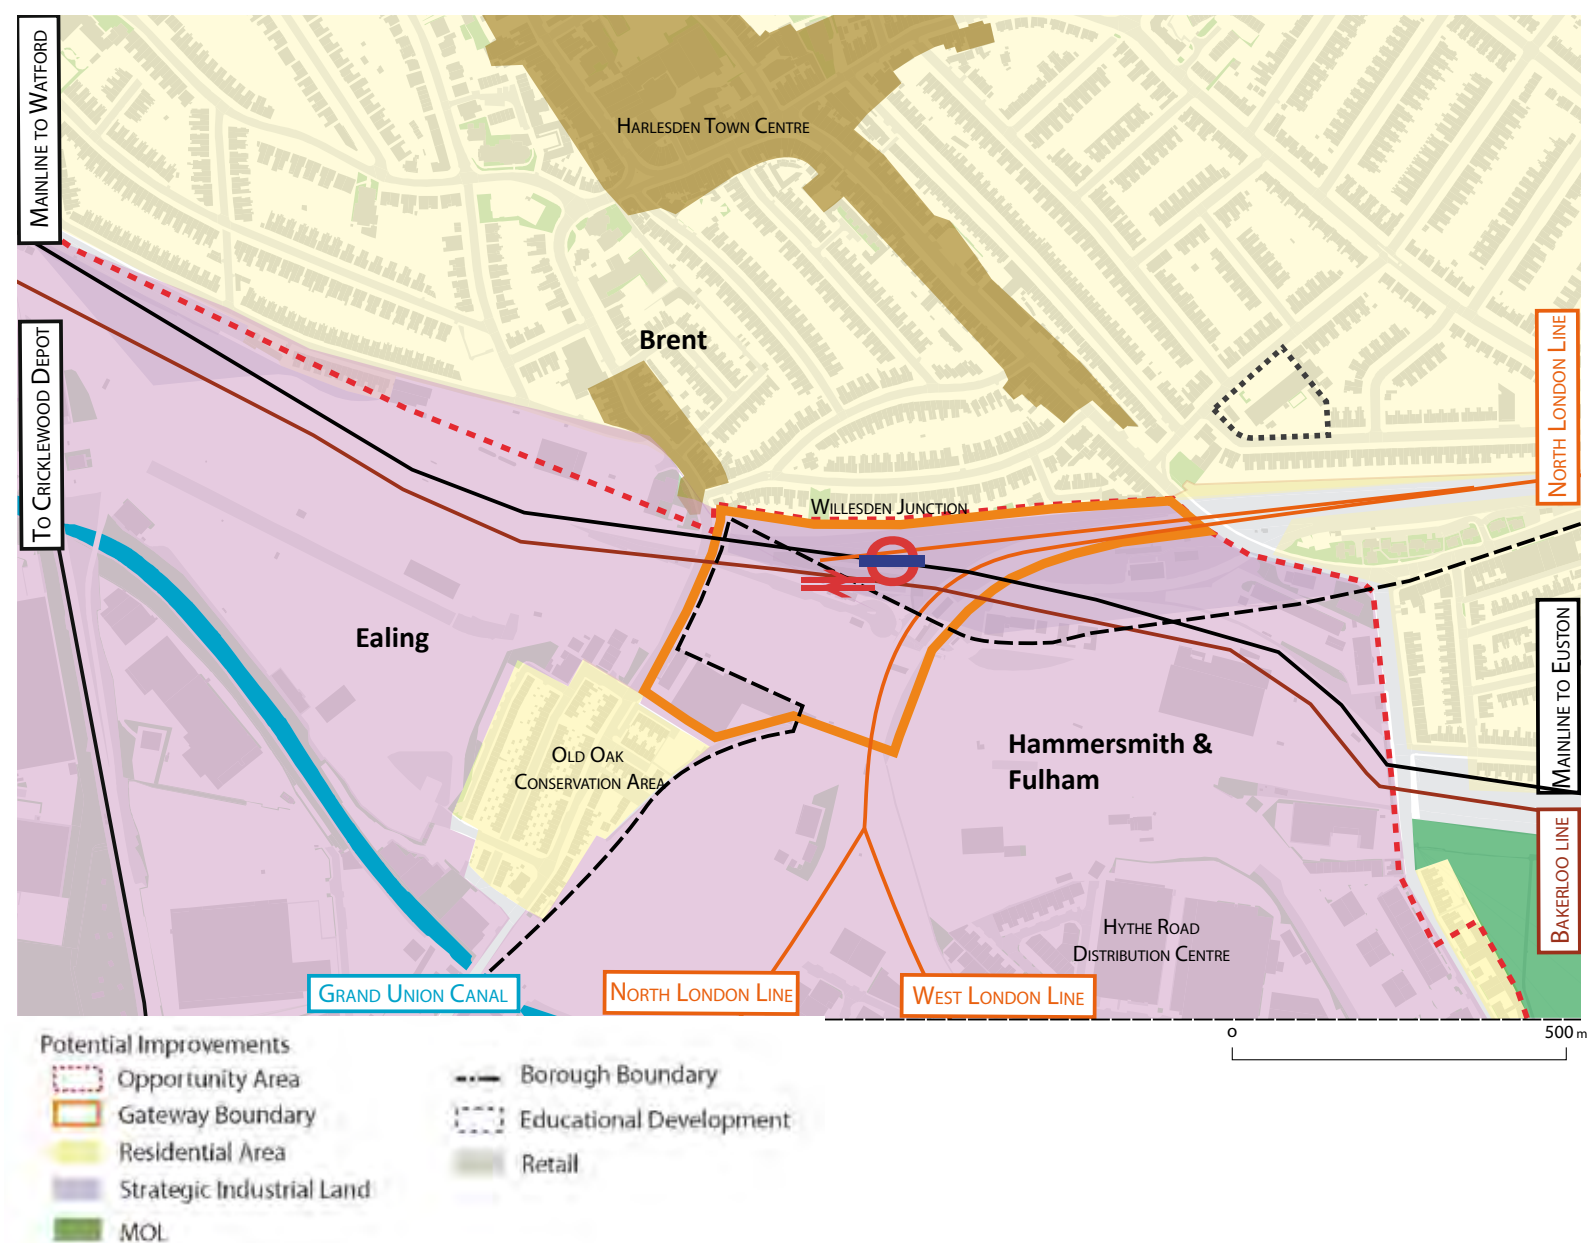 Mainline to Watford
Harlesden Town Centre
Brent
North London Line
To Cricklewood Depot
Willesden Junction
Ealing
Mainline to Euston
Old Oak
Conservation Area
Hammersmith &
Fulham
Bakerloo line
Hythe Road
Distribution Centre
Grand Union Canal
North London Line
West London Line
0
500 m
Potential Improvements
Opportunity Area
Gateway Boundary
Residential Area
Strategic Industrial Land
MOL
Borough Boundary
Educational Development
Retail